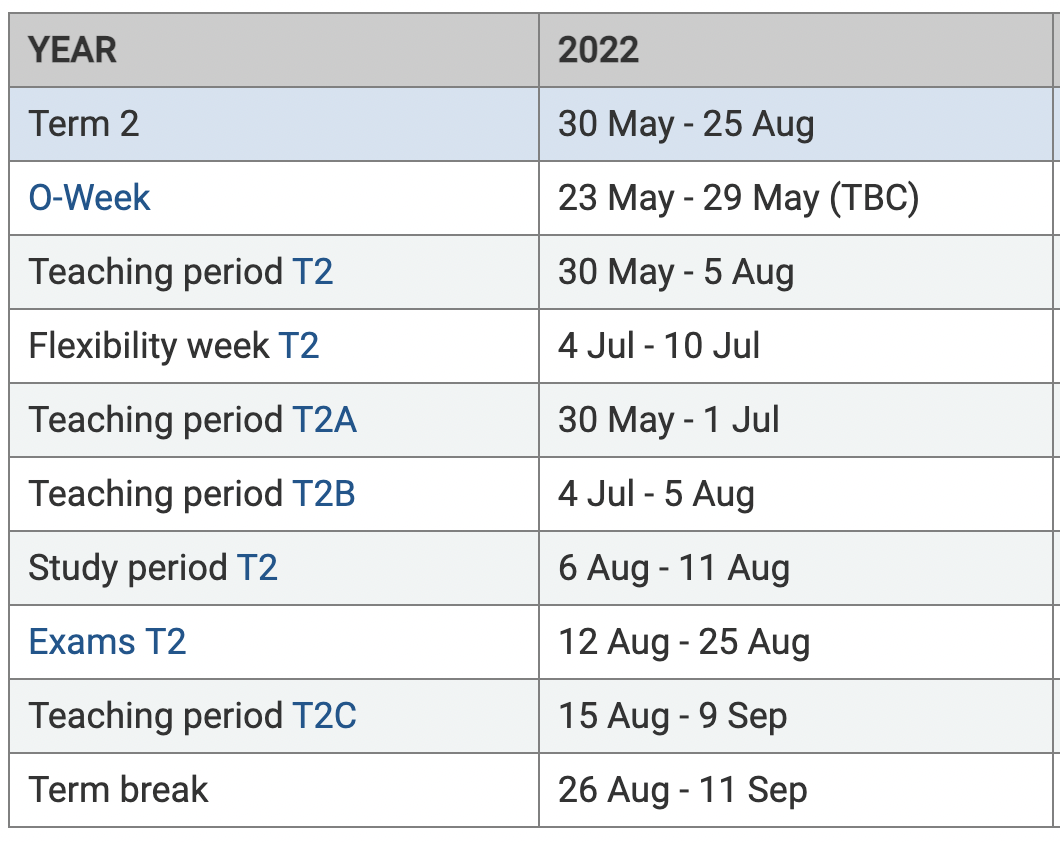 YEAR 2022
Term 2 30 May - 25 Aug
O-Week 23 May - 29 May (TBC)
Teaching period T2 30 May - 5 Aug
Flexibility week T2 4 Jul - 10 Jul
Teaching period T2A 30 May - 1 Jul
Teaching period T2B 4 Jul - 5 Aug
Study period T2 6 Aug - 11 Aug
Exams T2 12 Aug - 25 Aug
Teaching period T2C 15 Aug - 9 Sep
Term break 26 Aug - 11 Sep